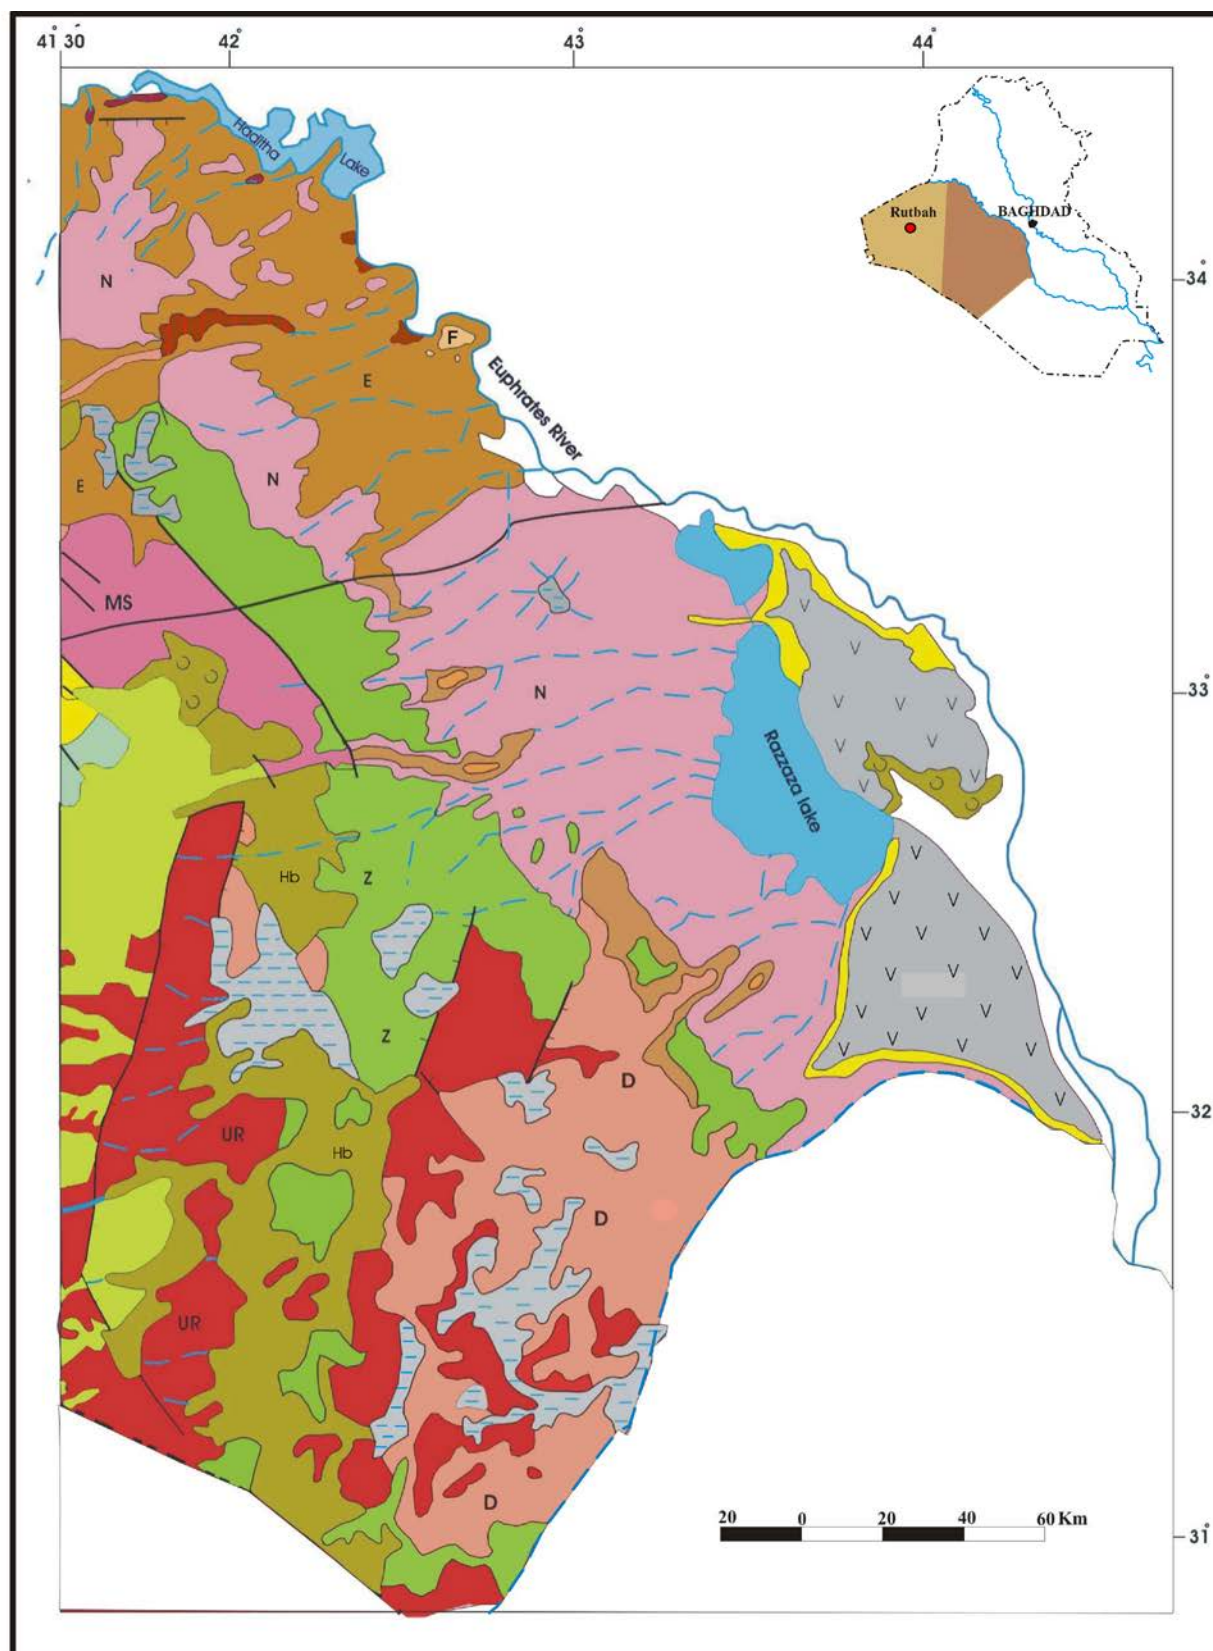 41° 30´ 42° 43° 44°
Haditha
Lake
Rutbah
BAGHDAD
34°
N
F
E
Euphrates River
N
E
MS
N
33°
Razzaza lake
Hb
Z
Z
D
32°
UR
Hb
D
UR
D
20 0 20 40 60 Km
31°
V V V V V V V V V V
V V V V V V V V V V V V V V V V V